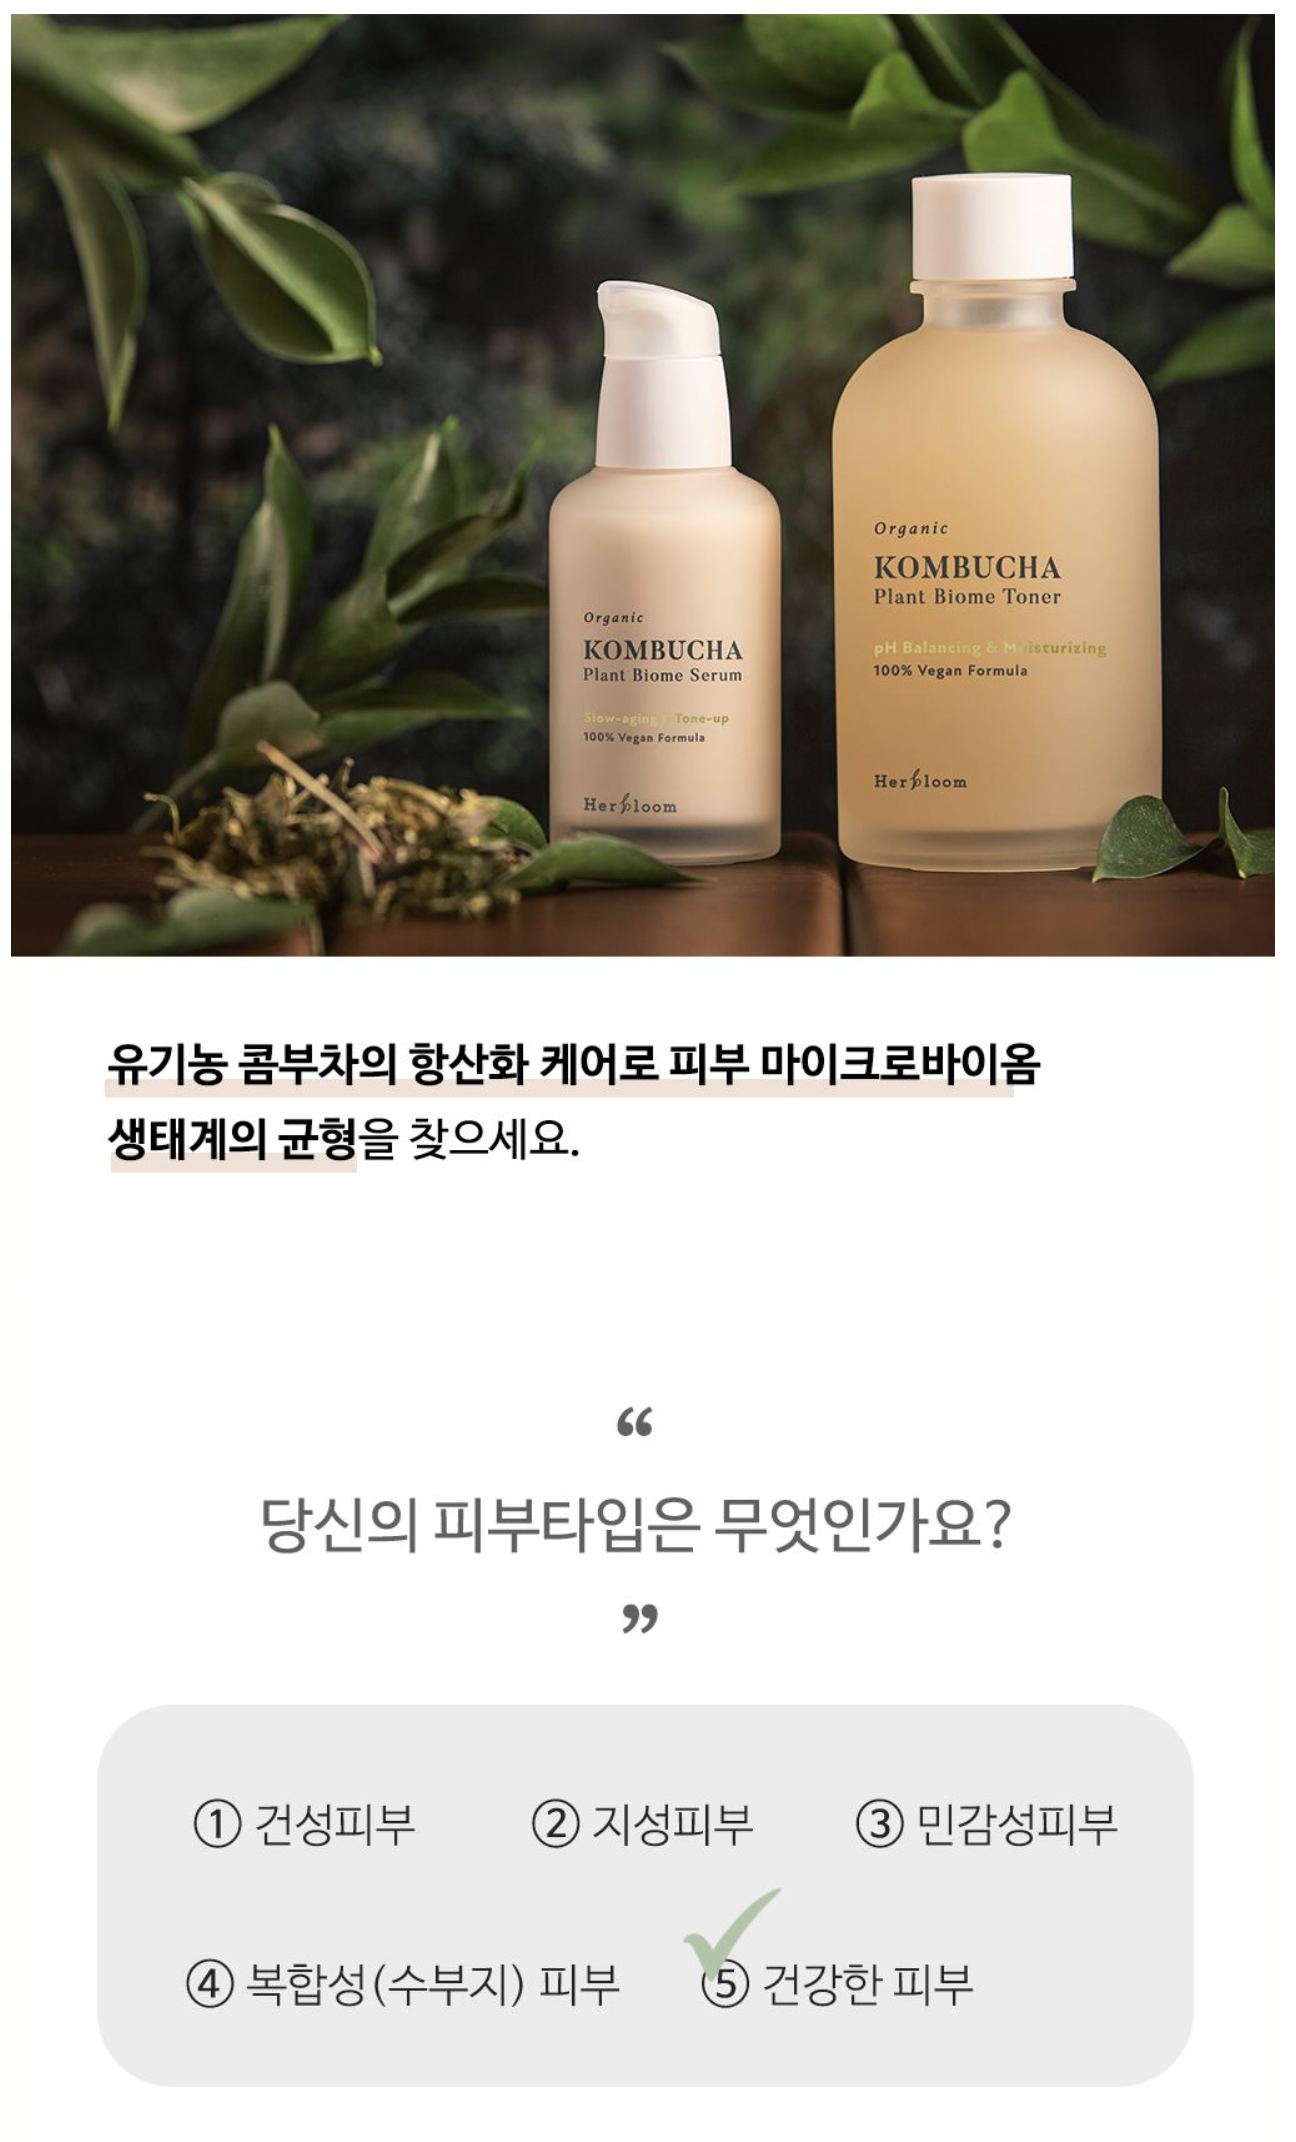 Organic
KOMBUCHA
Plant Biome Serum
Slow-aging & Tone-up
100% Vegan Formula
Herbloom
Organic
KOMBUCHA
Plant Biome Toner
pH Balancing & Moisturizing
100% Vegan Formula
Herbloom
유기농 콤부차의 항산화 케어로 피부 마이크로바이옴
생태계의 균형을 찾으세요.
“
당신의 피부타입은 무엇인가요?
”
① 건성피부 ② 지성피부 ③ 민감성피부
④ 복합성(수부지) 피부 ⑤ 건강한 피부